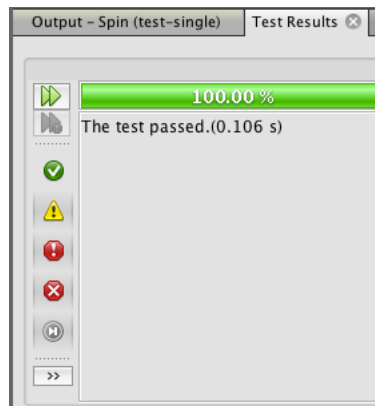 Output – Spin (test-single)
Test Results
100.00 %
The test passed.(0.106 s)
>>